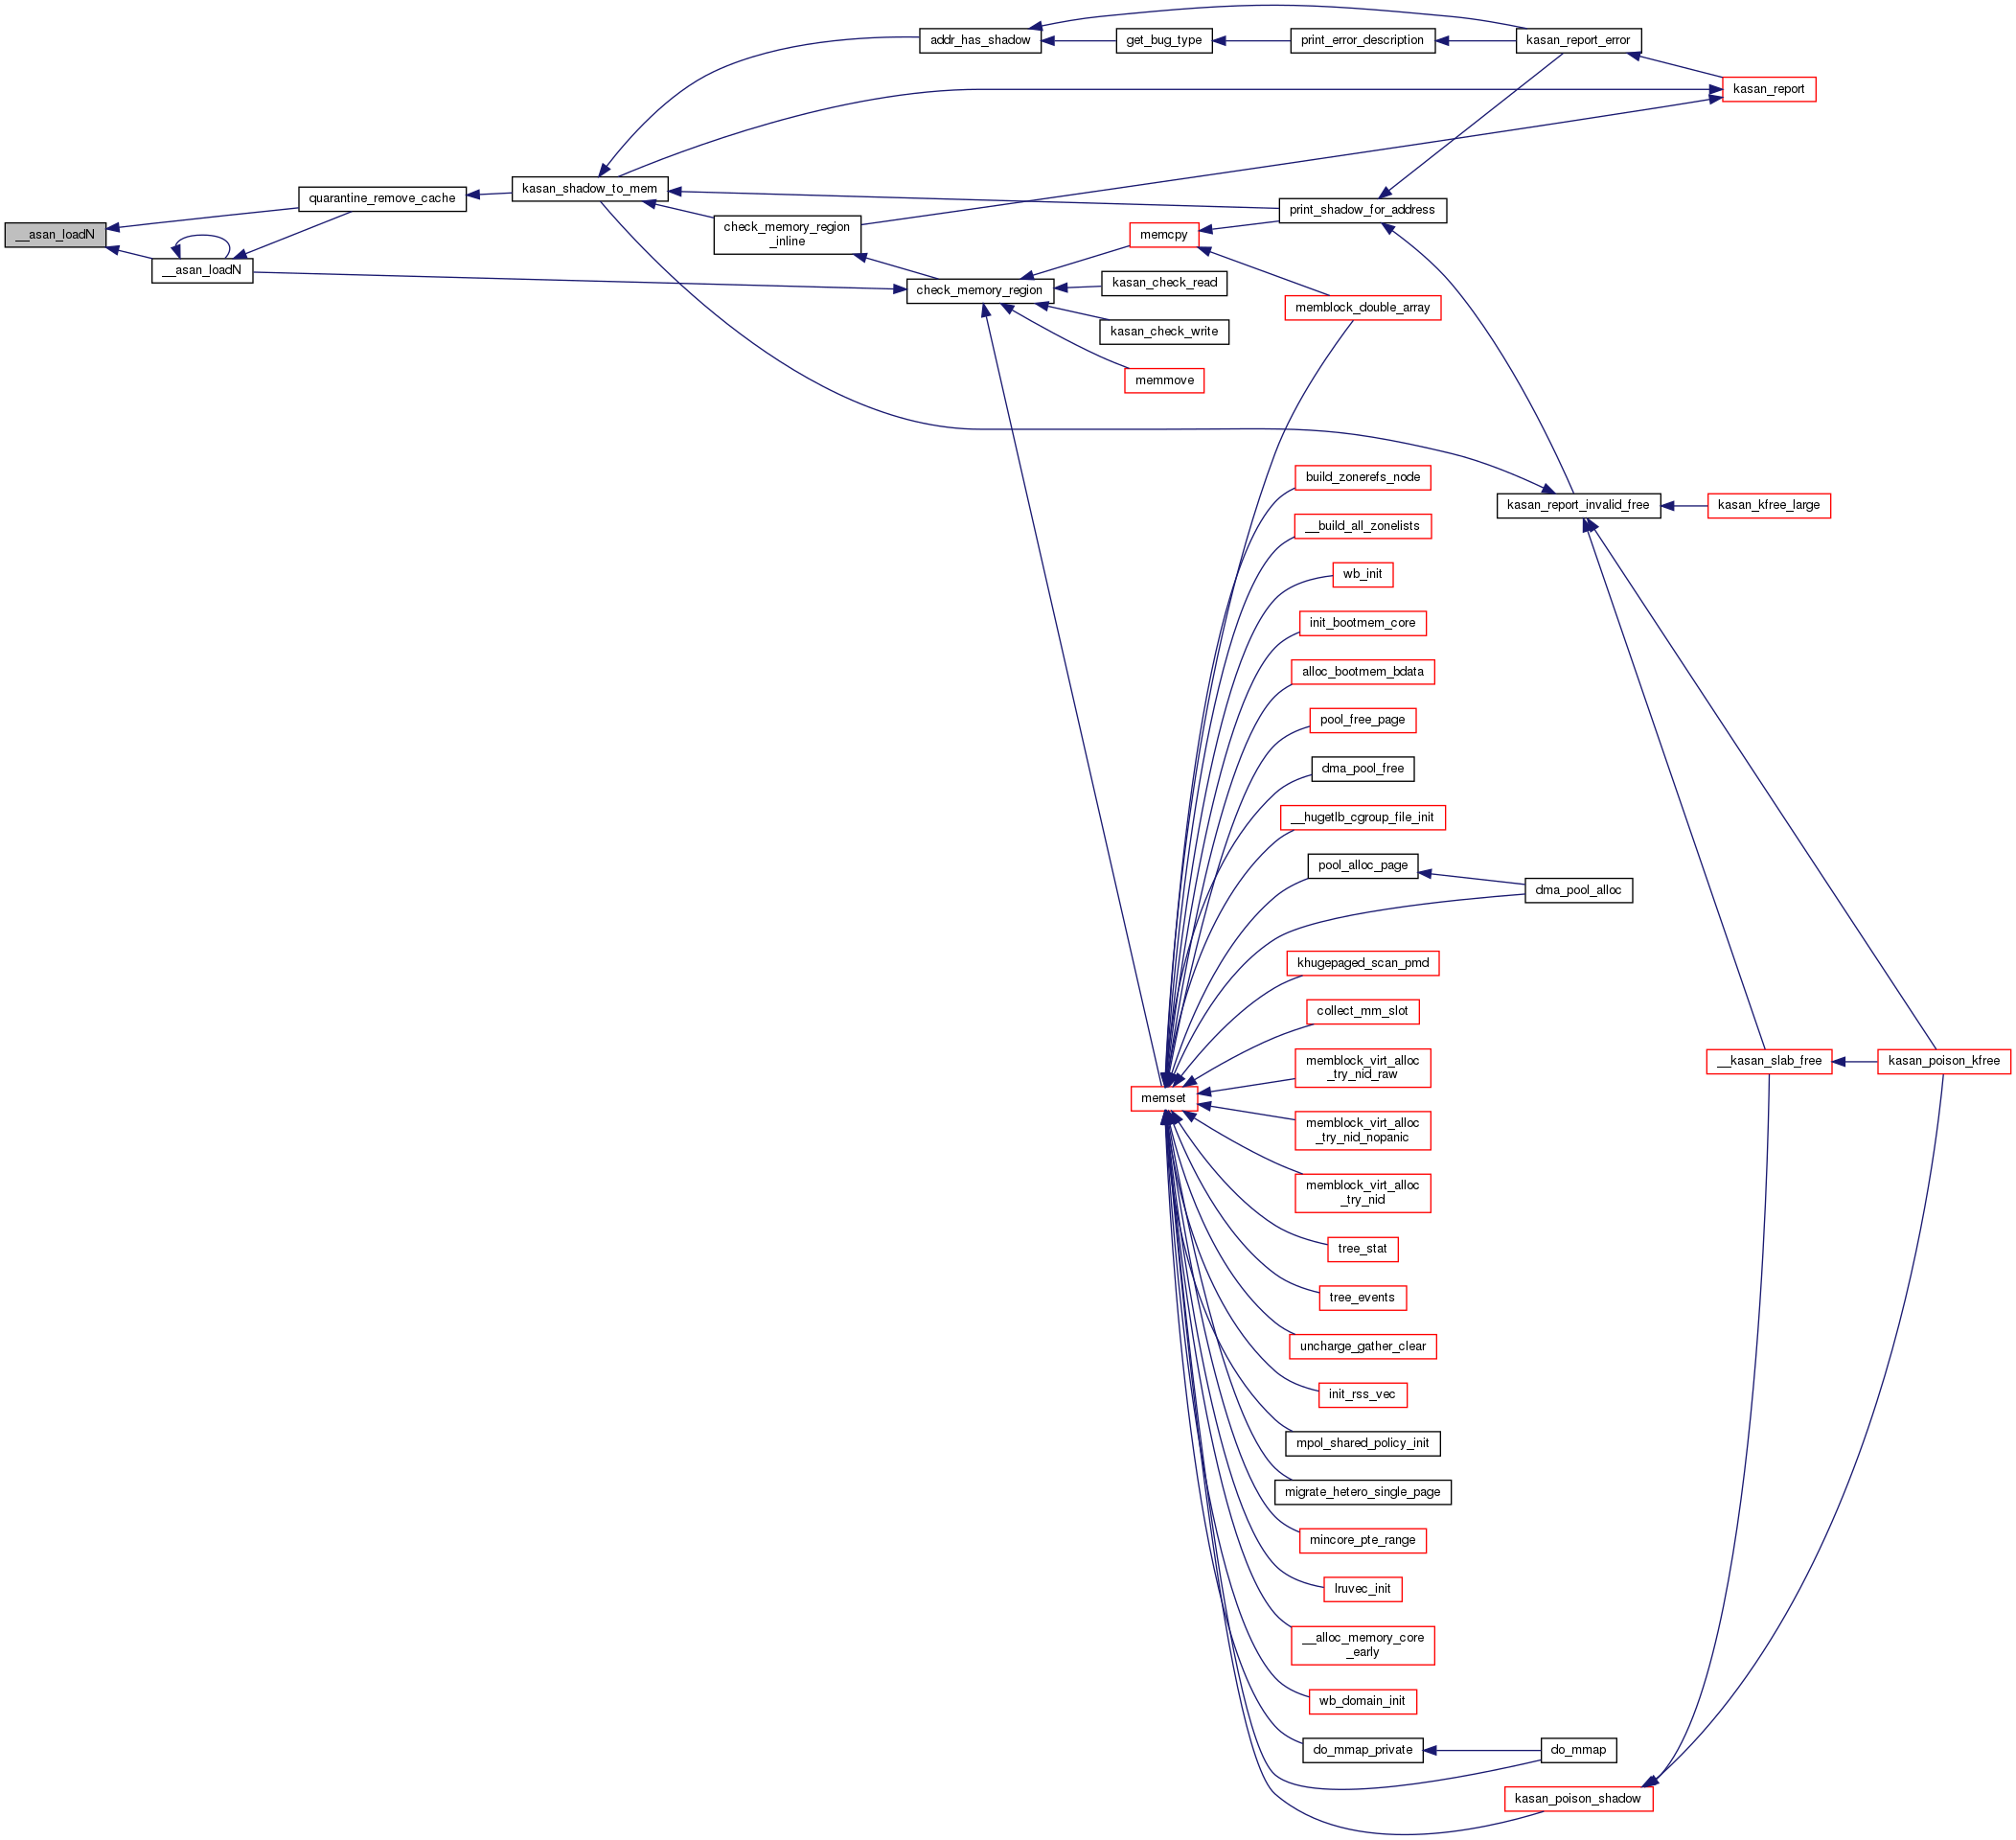 addr_has_shadow
get_bug_type
print_error_description
kasan_report_error
kasan_report
kasan_shadow_to_mem
quarantine_remove_cache
print_shadow_for_address
__asan_loadN
check_memory_region
_inline
memcpy
__asan_loadN
check_memory_region
kasan_check_read
memblock_double_array
kasan_check_write
memmove
build_zonerefs_node
kasan_report_invalid_free
kasan_kfree_large
__build_all_zonelists
wb_init
init_bootmem_core
alloc_bootmem_bdata
pool_free_page
dma_pool_free
__hugetlb_cgroup_file_init
pool_alloc_page
dma_pool_alloc
khugepaged_scan_pmd
collect_mm_slot
memblock_virt_alloc
_try_nid_raw
__kasan_slab_free
kasan_poison_kfree
memset
memblock_virt_alloc
_try_nid_nopanic
memblock_virt_alloc
_try_nid
tree_stat
tree_events
uncharge_gather_clear
init_rss_vec
mpol_shared_policy_init
migrate_hetero_single_page
mincore_pte_range
lruvec_init
__alloc_memory_core
_early
wb_domain_init
do_mmap_private
do_mmap
kasan_poison_shadow